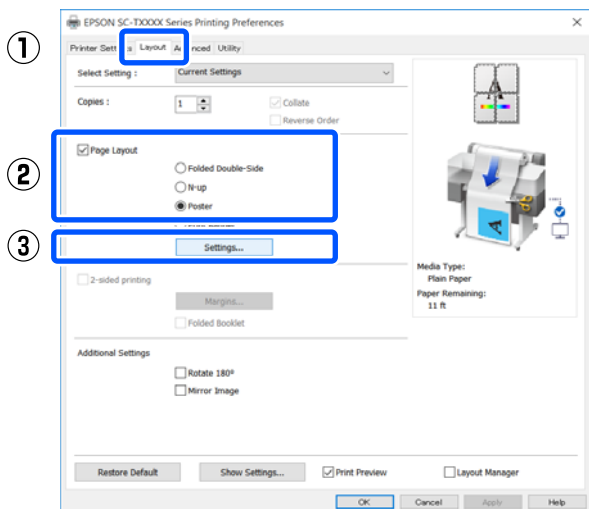 EPSON SC-TXXXX Series Printing Preferences
①
Printer Sett s Layout A nced Utility
Select Setting : Current Settings
Copies : 1 Collate
Reverse Order
②
Page Layout
Folded Double-Side
N-up
Poster
③
Settings...
2-sided printing
Margins...
Folded Booklet
Media Type:
Plain Paper
Paper Remaining:
11 ft
Additional Settings
Rotate 180°
Mirror Image
Restore Default Show Settings... Print Preview Layout Manager
OK Cancel Apply Help